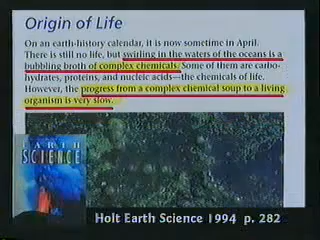 Origin of Life
On an earth-history calendar, it is now sometime in April.
There is still no life, but swirling in the waters of the oceans is a
bubbling broth of complex chemicals. Some of them are carbo-
hydrates, proteins, and nucleic acids—the chemicals of life.
However, the progress from a complex chemical soup to a living
organism is very slow.
EARTH
SCIENCE
Holt Earth Science 1994 p. 282